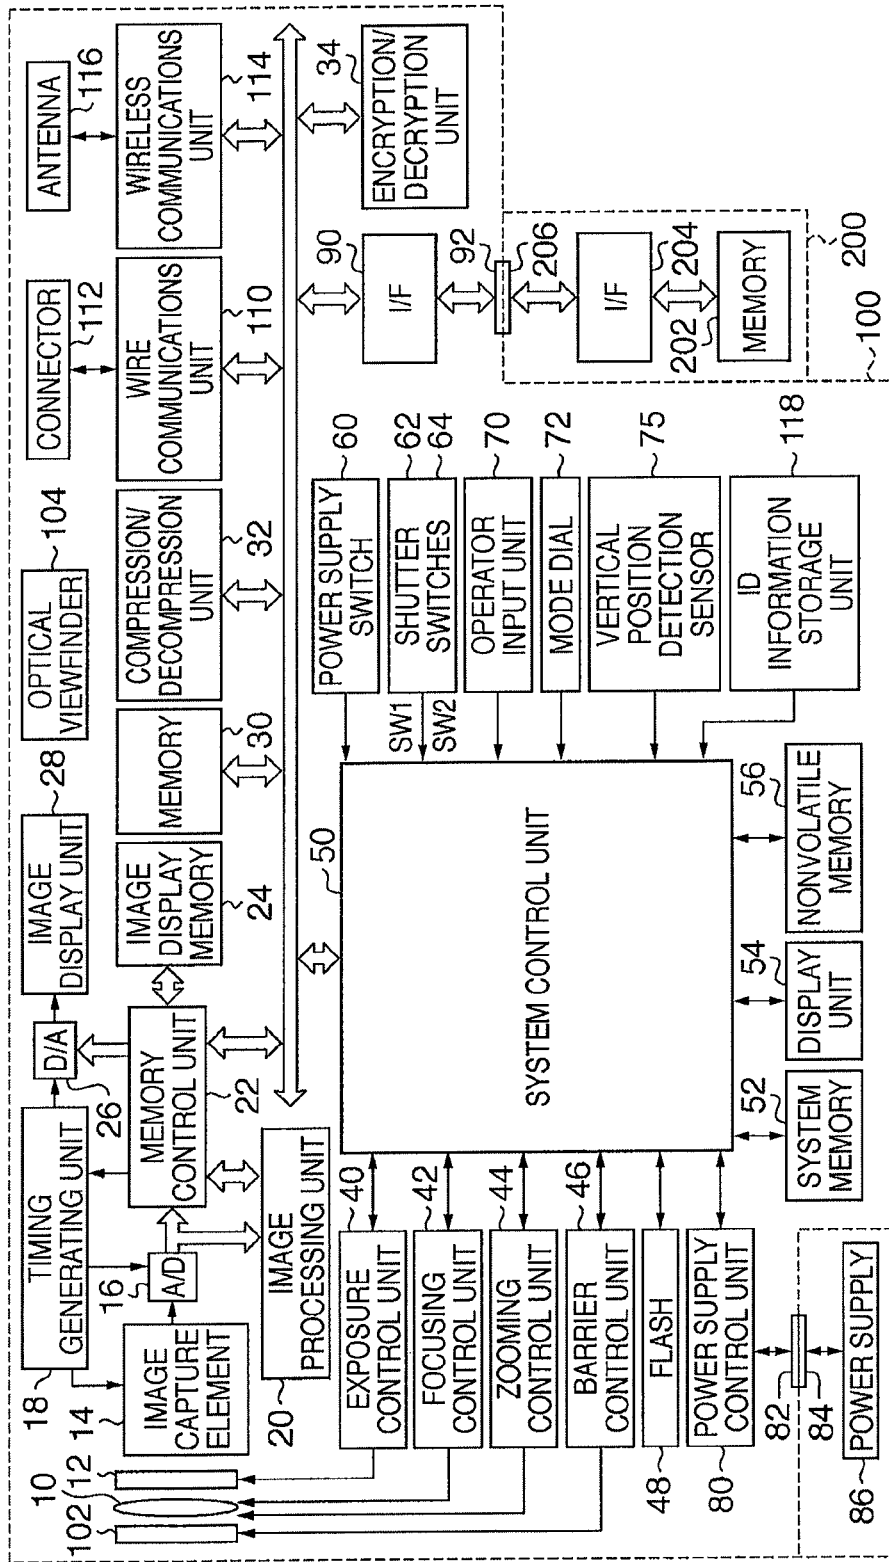 18
TIMING
GENERATING UNIT
D/A
26
IMAGE
DISPLAY UNIT
28
OPTICAL
VIEWFINDER
104
CONNECTOR
112
ANTENNA
116
10
12
102
14
IMAGE
CAPTURE
ELEMENT
16
A/D
MEMORY
CONTROL UNIT
22
IMAGE
DISPLAY
MEMORY
24
MEMORY
30
COMPRESSION/
DECOMPRESSION
UNIT
32
WIRE
COMMUNICATIONS
UNIT
110
WIRELESS
COMMUNICATIONS
UNIT
114
20
IMAGE
PROCESSING UNIT
EXPOSURE
CONTROL UNIT
40
FOCUSING
CONTROL UNIT
42
ZOOMING
CONTROL UNIT
44
BARRIER
CONTROL UNIT
46
FLASH
48
POWER SUPPLY
CONTROL UNIT
80
82
84
POWER SUPPLY
86
50
SYSTEM CONTROL UNIT
SYSTEM
MEMORY
52
DISPLAY
UNIT
54
NONVOLATILE
MEMORY
56
POWER SUPPLY
SWITCH
60
SW1
SW2
SHUTTER
SWITCHES
62
64
OPERATOR
INPUT UNIT
70
MODE DIAL
72
VERTICAL
POSITION
DETECTION
SENSOR
75
ID
INFORMATION
STORAGE
UNIT
118
I/F
90
ENCRYPTION/
DECRYPTION
UNIT
34
92
206
I/F
204
202
MEMORY
200
100